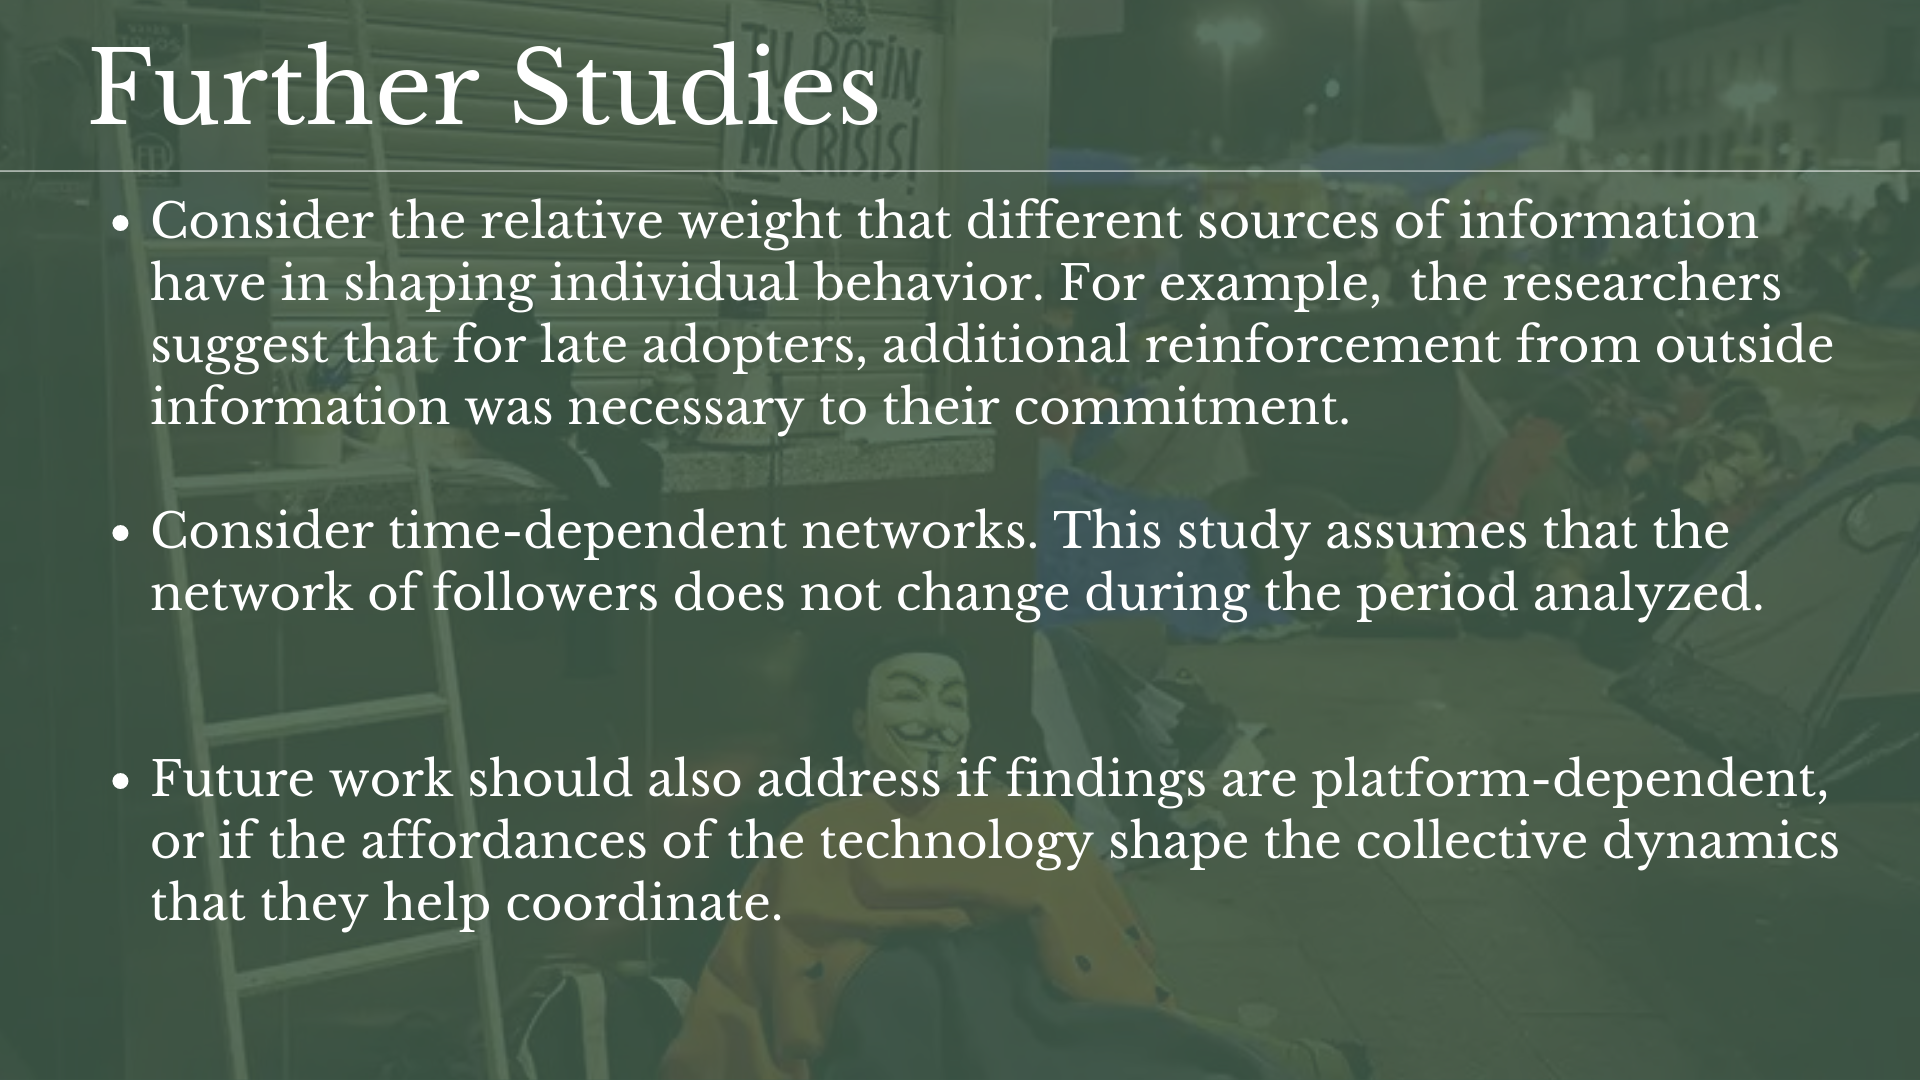 Further Studies
TU BOTÍN,
MI CRISIS!
• Consider the relative weight that different sources of information
have in shaping individual behavior. For example,  the researchers
suggest that for late adopters, additional reinforcement from outside
information was necessary to their commitment.
• Consider time-dependent networks. This study assumes that the
network of followers does not change during the period analyzed.
• Future work should also address if findings are platform-dependent,
or if the affordances of the technology shape the collective dynamics
that they help coordinate.